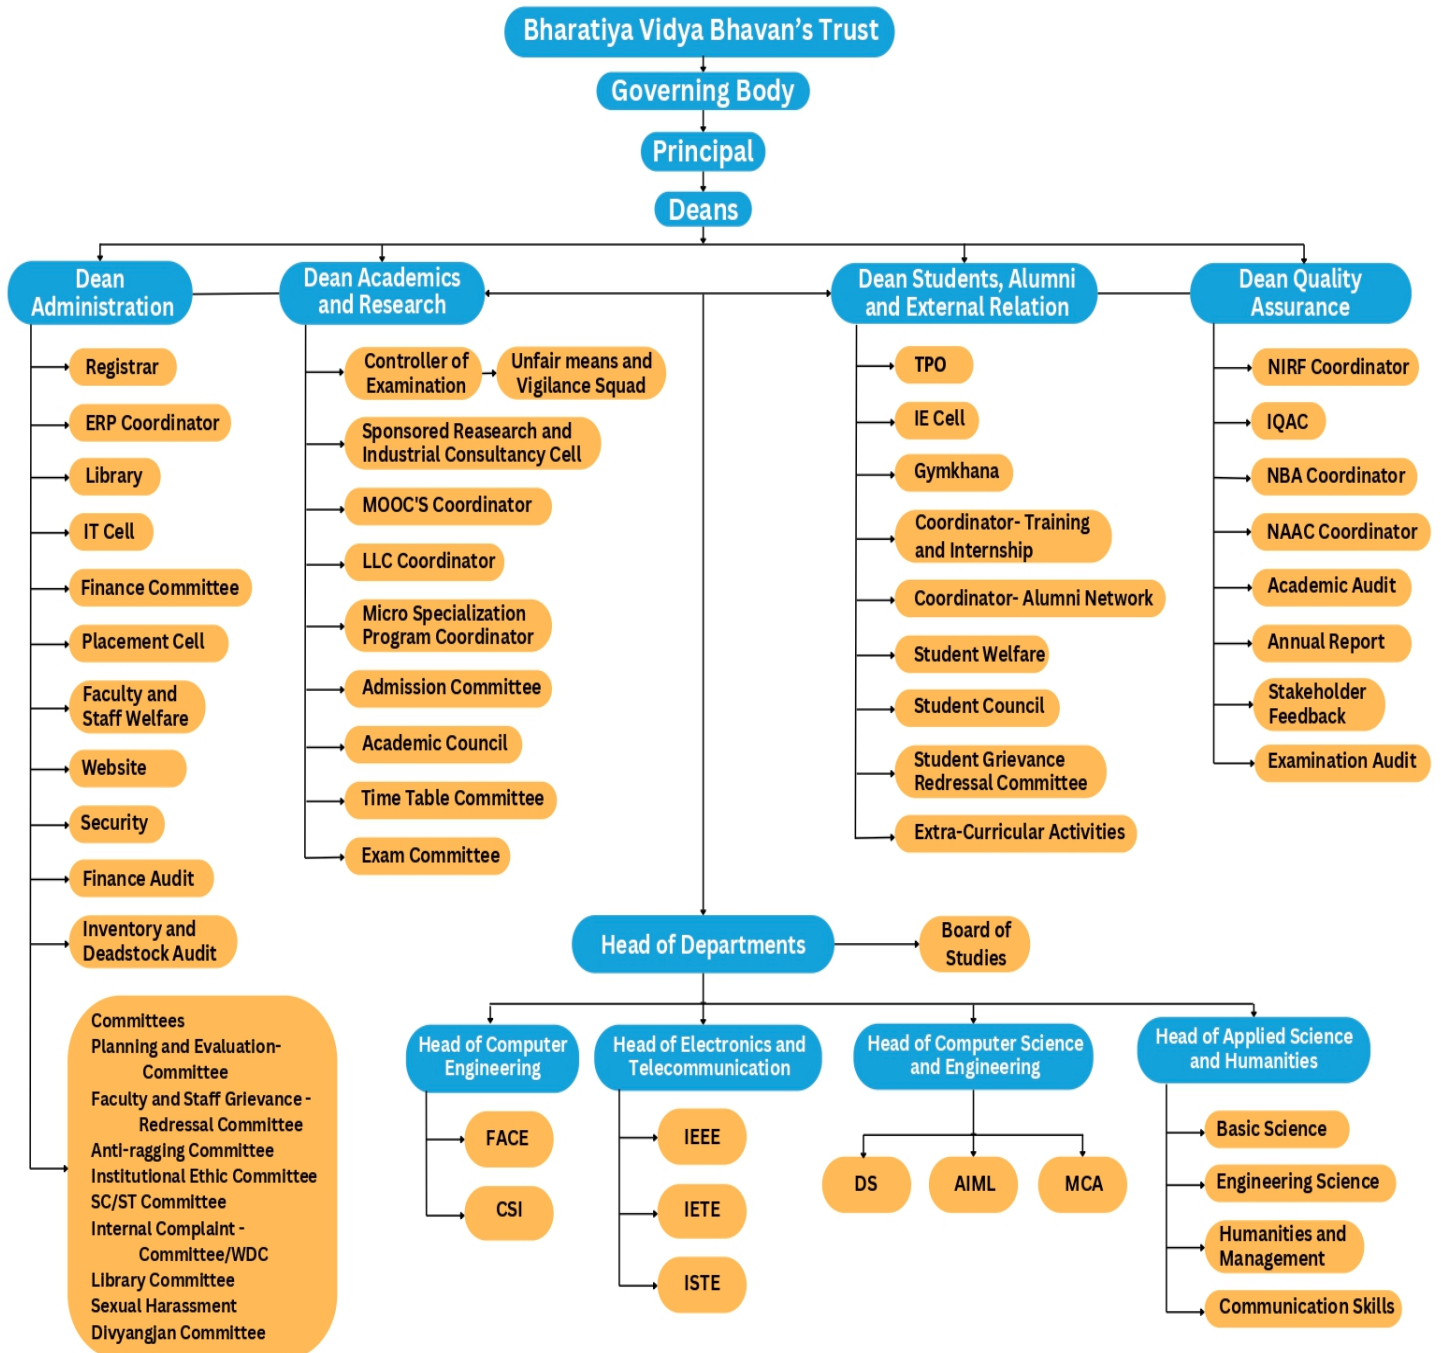 Bharatiya Vidya Bhavan’s Trust
Governing Body
Principal
Deans
Dean
Administration
Registrar
ERP Coordinator
Library
IT Cell
Finance Committee
Placement Cell
Faculty and
Staff Welfare
Website
Security
Finance Audit
Inventory and
Deadstock Audit
Committees
Planning and Evaluation-
Committee
Faculty and Staff Grievance -
Redressal Committee
Anti-ragging Committee
Institutional Ethic Committee
SC/ST Committee
Internal Complaint -
Committee/WDC
Library Committee
Sexual Harassment
Divyangjan Committee
Dean Academics
and Research
Controller of
Examination
Unfair means and
Vigilance Squad
Sponsored Reasearch and
Industrial Consultancy Cell
MOOC'S Coordinator
LLC Coordinator
Micro Specialization
Program Coordinator
Admission Committee
Academic Council
Time Table Committee
Exam Committee
Dean Students, Alumni
and External Relation
TPO
IE Cell
Gymkhana
Coordinator- Training
and Internship
Coordinator- Alumni Network
Student Welfare
Student Council
Student Grievance
Redressal Committee
Extra-Curricular Activities
Dean Quality
Assurance
NIRF Coordinator
IQAC
NBA Coordinator
NAAC Coordinator
Academic Audit
Annual Report
Stakeholder
Feedback
Examination Audit
Head of Departments
Board of
Studies
Head of Computer
Engineering
FACE
CSI
Head of Electronics and
Telecommunication
IEEE
IETE
ISTE
Head of Computer Science
and Engineering
DS
AIML
MCA
Head of Applied Science
and Humanities
Basic Science
Engineering Science
Humanities and
Management
Communication Skills